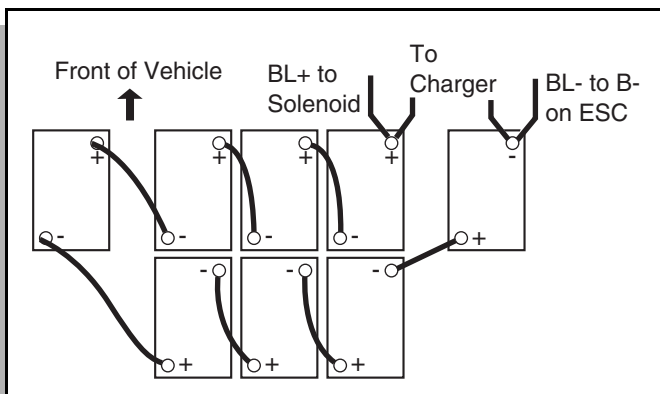 Front of Vehicle
BL+ to
Solenoid
To
Charger
BL- to B-
on ESC
+ + + + -
- - - - +
- - -
+ + +